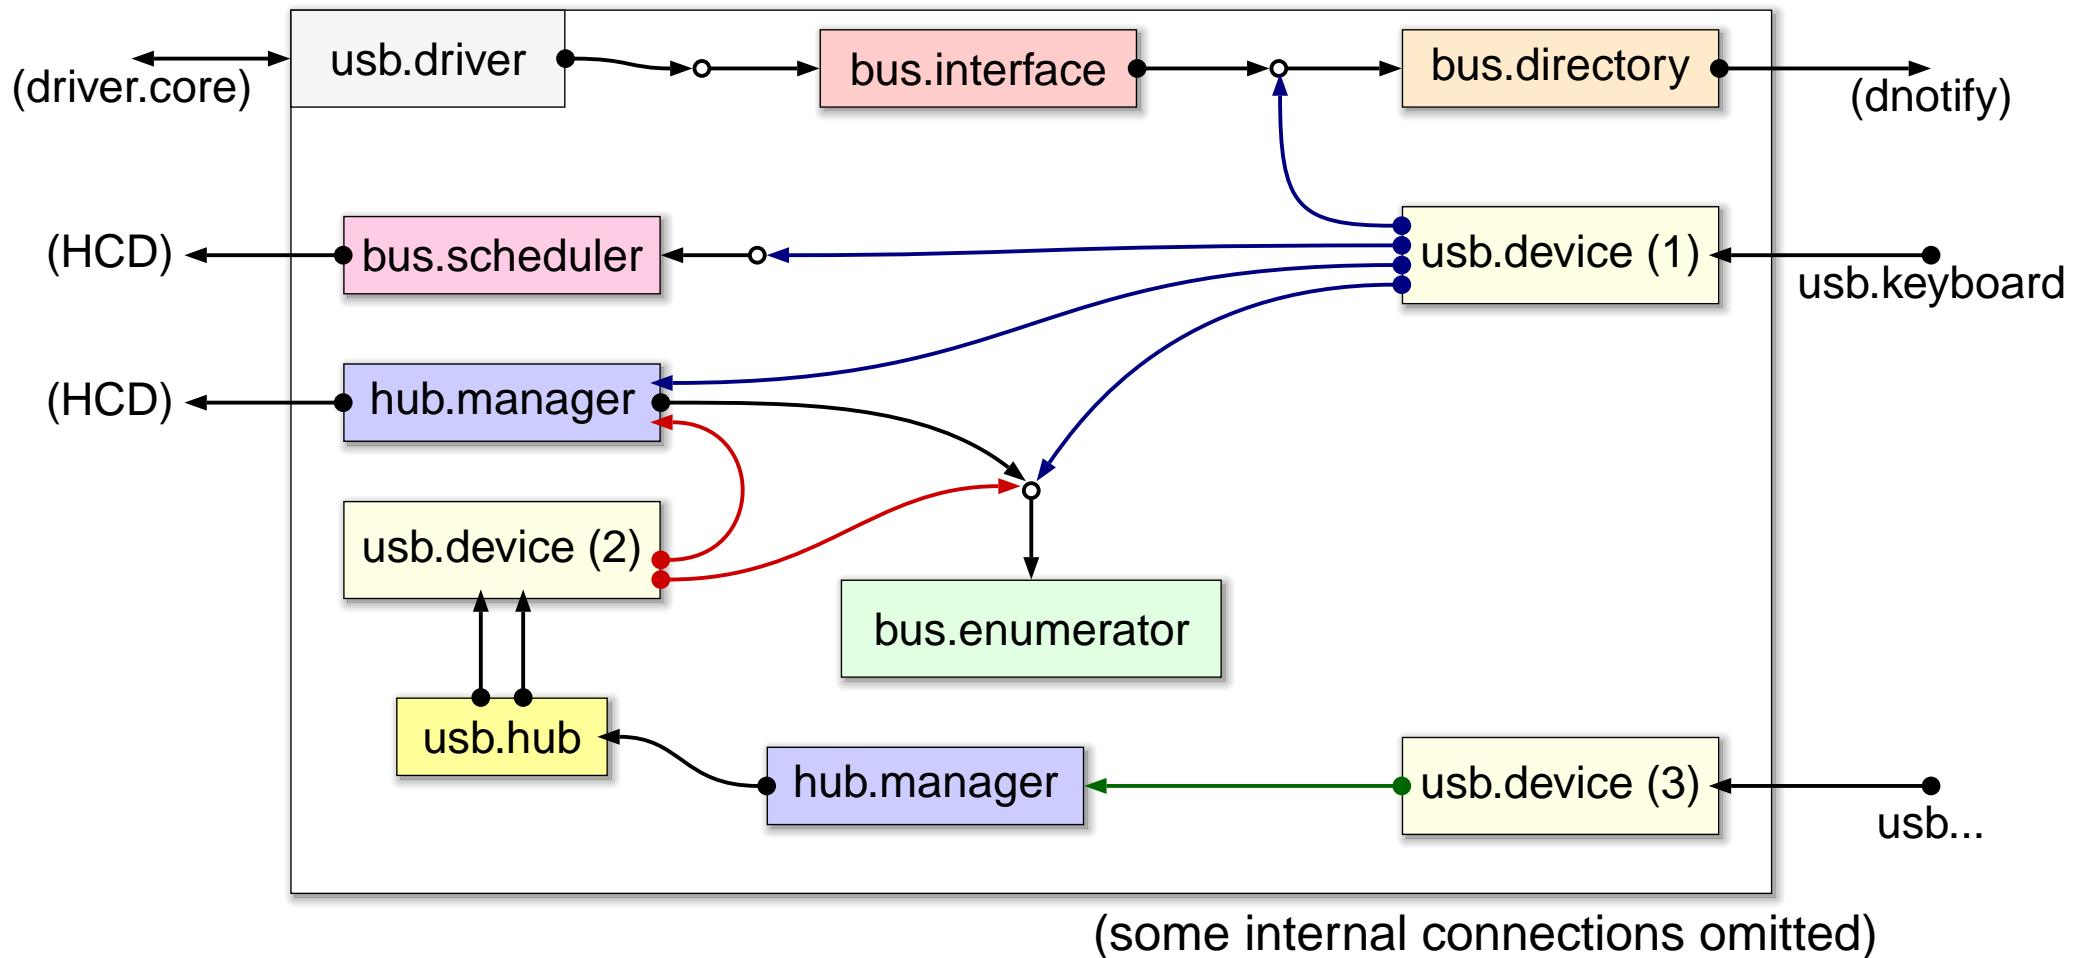 usb.driver
bus.interface
bus.directory
(driver.core)
(dnotify)
(HCD)
bus.scheduler
usb.device (1)
usb.keyboard
(HCD)
hub.manager
usb.device (2)
bus.enumerator
usb.hub
hub.manager
usb.device (3)
usb...
(some internal connections omitted)